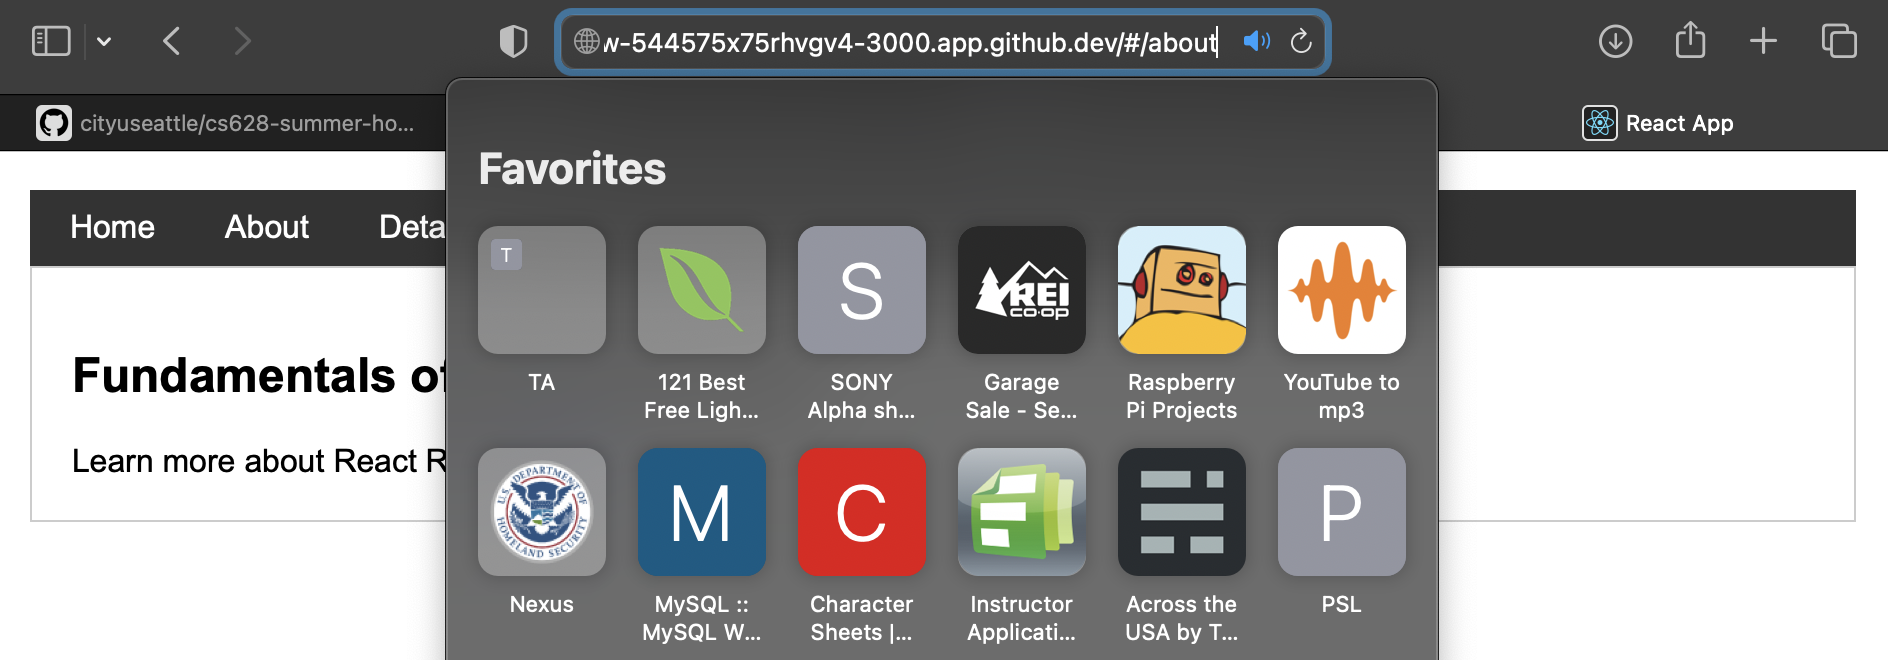 w-544575x75rhvgv4-3000.app.github.dev/#/about
cityuseattle/cs628-summer-ho...
React App
Home About Deta
Fundamentals of
Learn more about React R
Favorites
T
S
REI
CO·OP
TA
121 Best
Free Ligh...
SONY
Alpha sh...
Garage
Sale - Se...
Raspberry
Pi Projects
YouTube to
mp3
U.S. DEPARTMENT OF
HOMELAND SECURITY
M
C
P
Nexus
MySQL ::
MySQL W...
Character
Sheets |...
Instructor
Applicati...
Across the
USA by T...
PSL